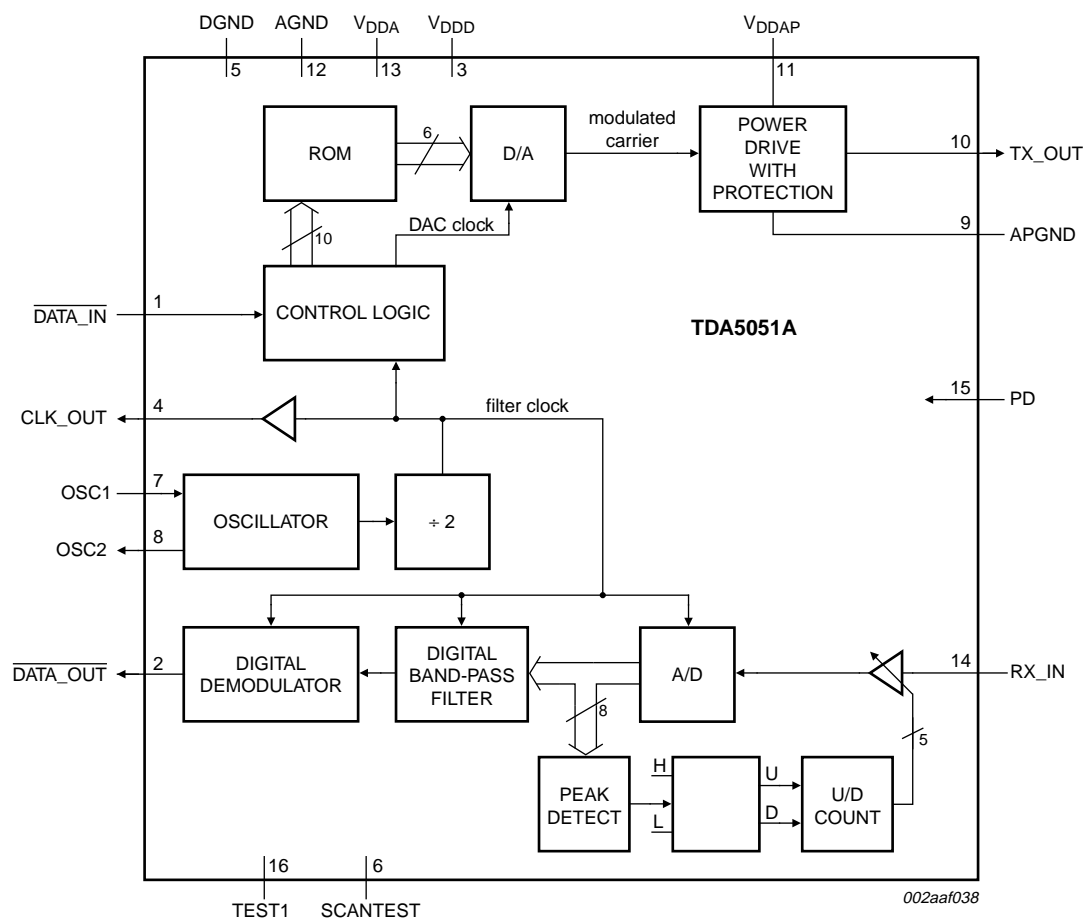 DGND AGND VDDA VDDD VDDAP
5 12 13 3 11
ROM
6
D/A
modulated
carrier
POWER
DRIVE
WITH
PROTECTION
10
TX_OUT
9
APGND
10
DAC clock
DATA_IN
1
CONTROL LOGIC
TDA5051A
CLK_OUT
4
filter clock
15
PD
OSC1
7
OSCILLATOR
÷ 2
OSC2
8
DATA_OUT
2
DIGITAL
DEMODULATOR
DIGITAL
BAND-PASS
FILTER
A/D
14
RX_IN
8
5
PEAK
DETECT
H
L
U
D
U/D
COUNT
16
TEST1
6
SCANTEST
002aaf038